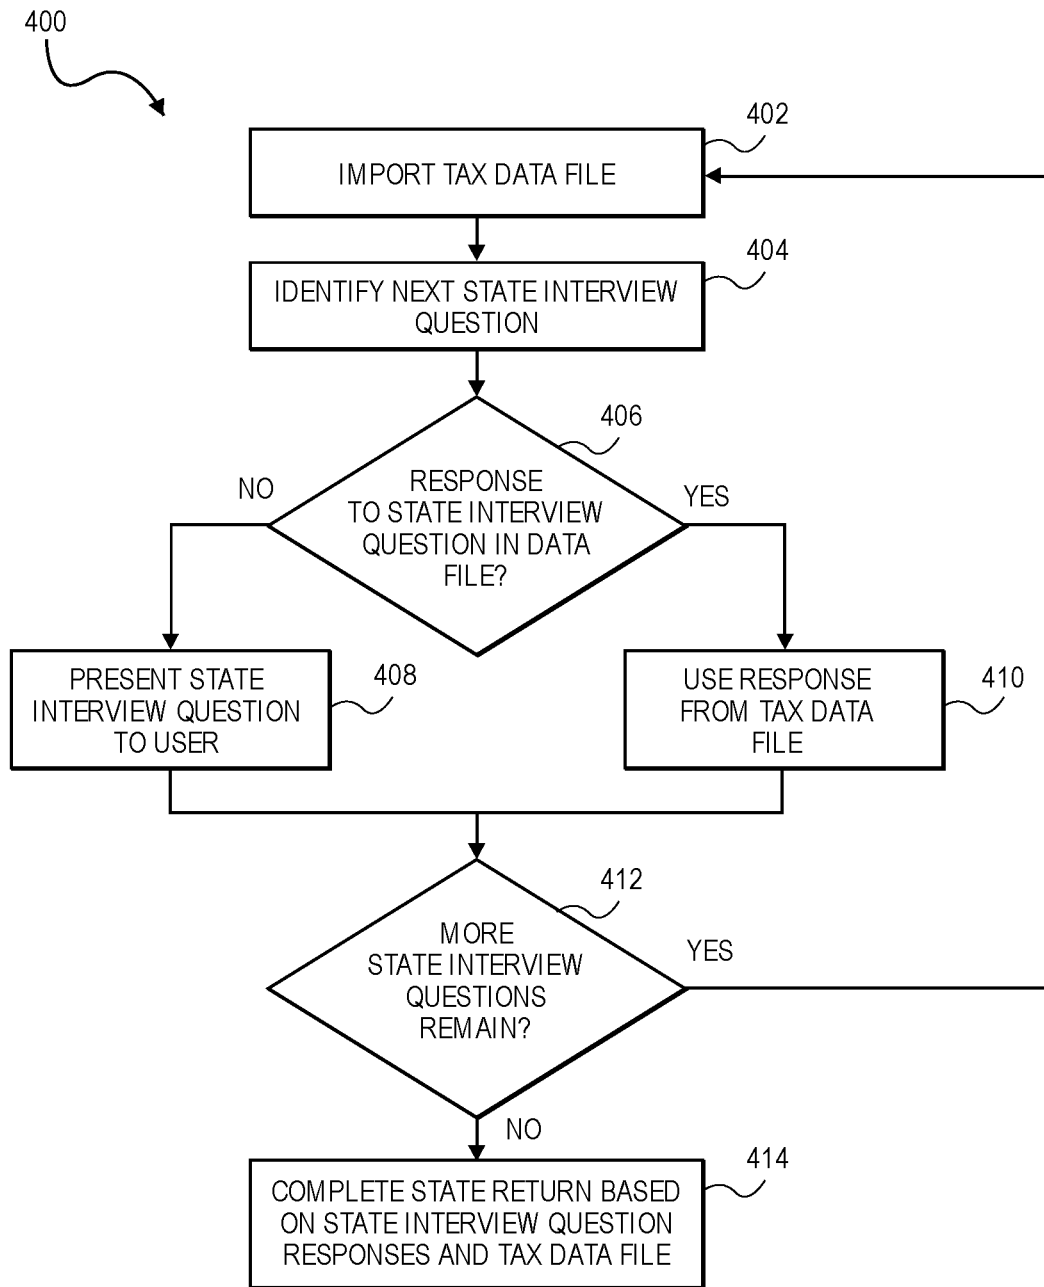 400
402
IMPORT TAX DATA FILE
404
IDENTIFY NEXT STATE INTERVIEW
QUESTION
406
NO
RESPONSE
TO STATE INTERVIEW
QUESTION IN DATA
FILE?
YES
PRESENT STATE
INTERVIEW QUESTION
TO USER
408
USE RESPONSE
FROM TAX DATA
FILE
410
412
MORE
STATE INTERVIEW
QUESTIONS
REMAIN?
YES
NO
414
COMPLETE STATE RETURN BASED
ON STATE INTERVIEW QUESTION
RESPONSES AND TAX DATA FILE